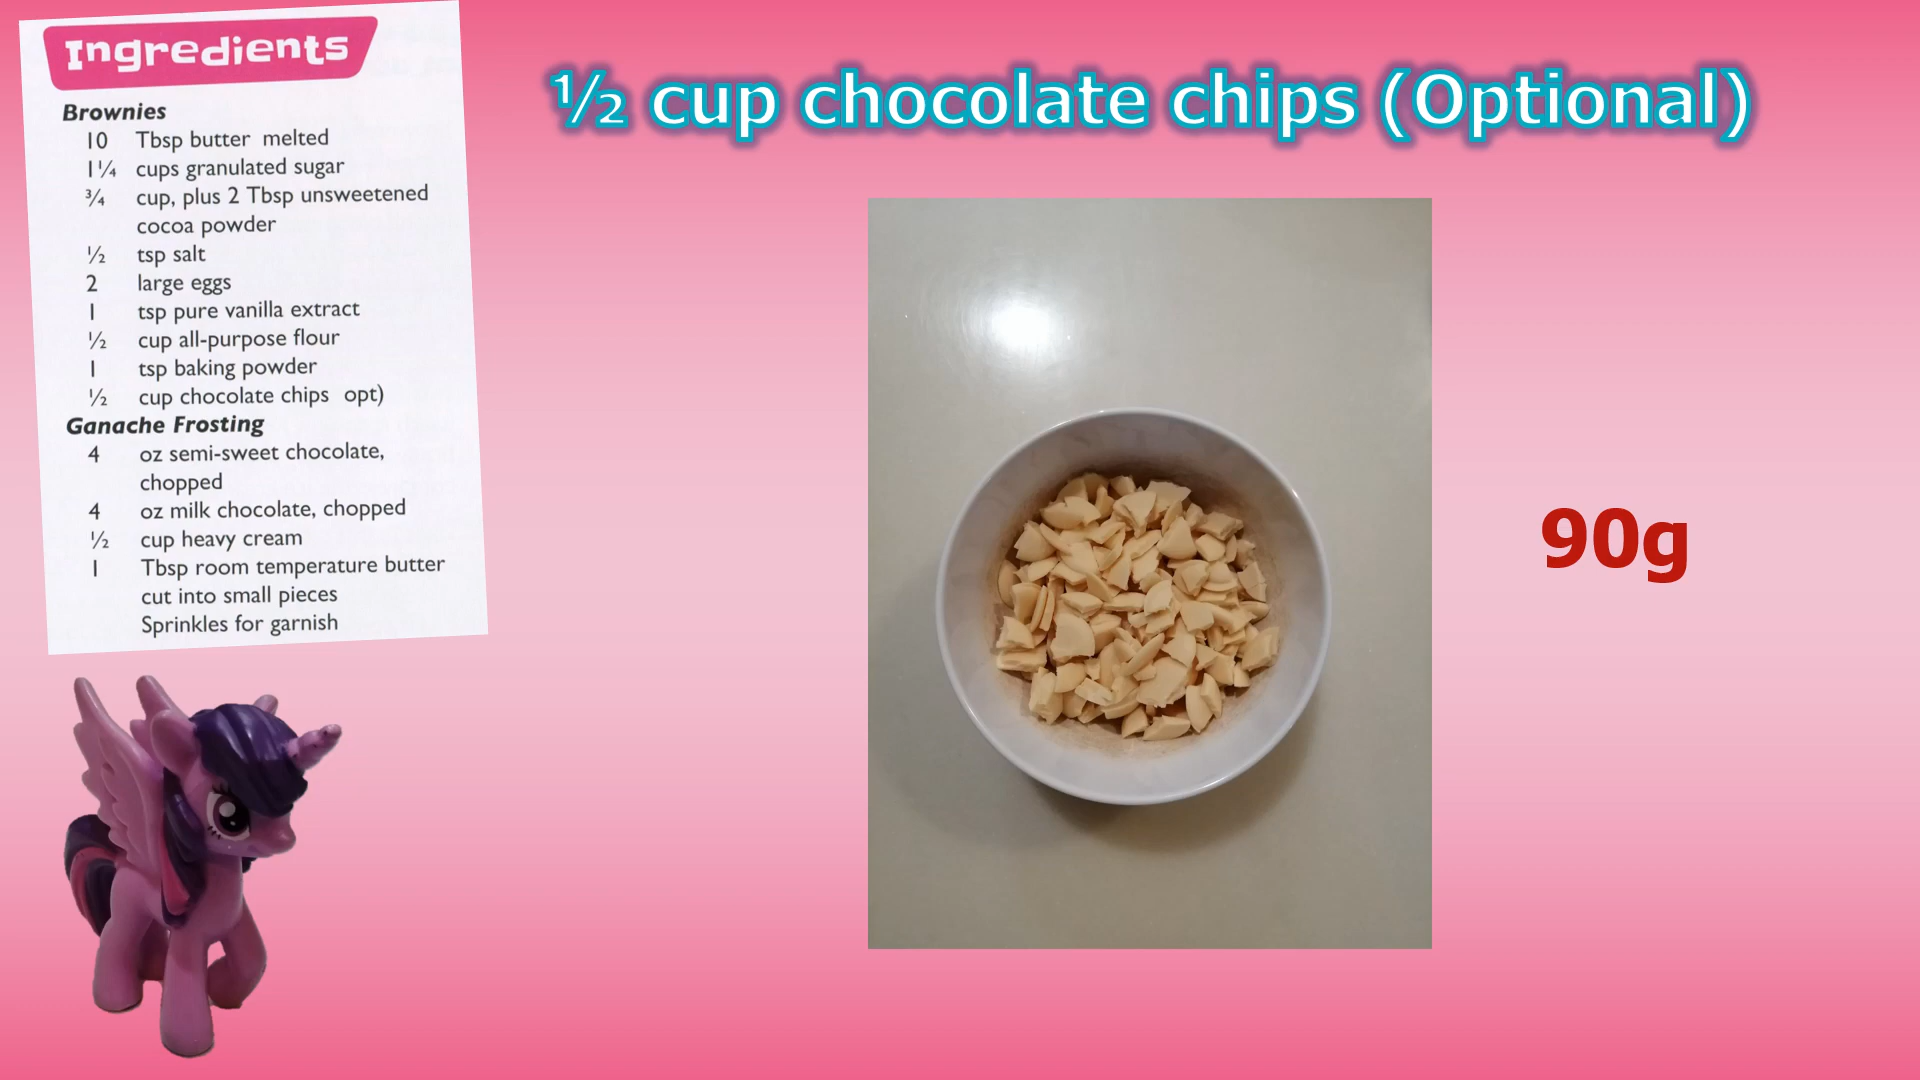 Ingredients
Brownies
10 Tbsp butter melted
1¼ cups granulated sugar
¾ cup, plus 2 Tbsp unsweetened
cocoa powder
½ tsp salt
2 large eggs
1 tsp pure vanilla extract
½ cup all-purpose flour
1 tsp baking powder
½ cup chocolate chips opt)
Ganache Frosting
4 oz semi-sweet chocolate,
chopped
4 oz milk chocolate, chopped
½ cup heavy cream
1 Tbsp room temperature butter
cut into small pieces
Sprinkles for garnish
½ cup chocolate chips (Optional)
90g